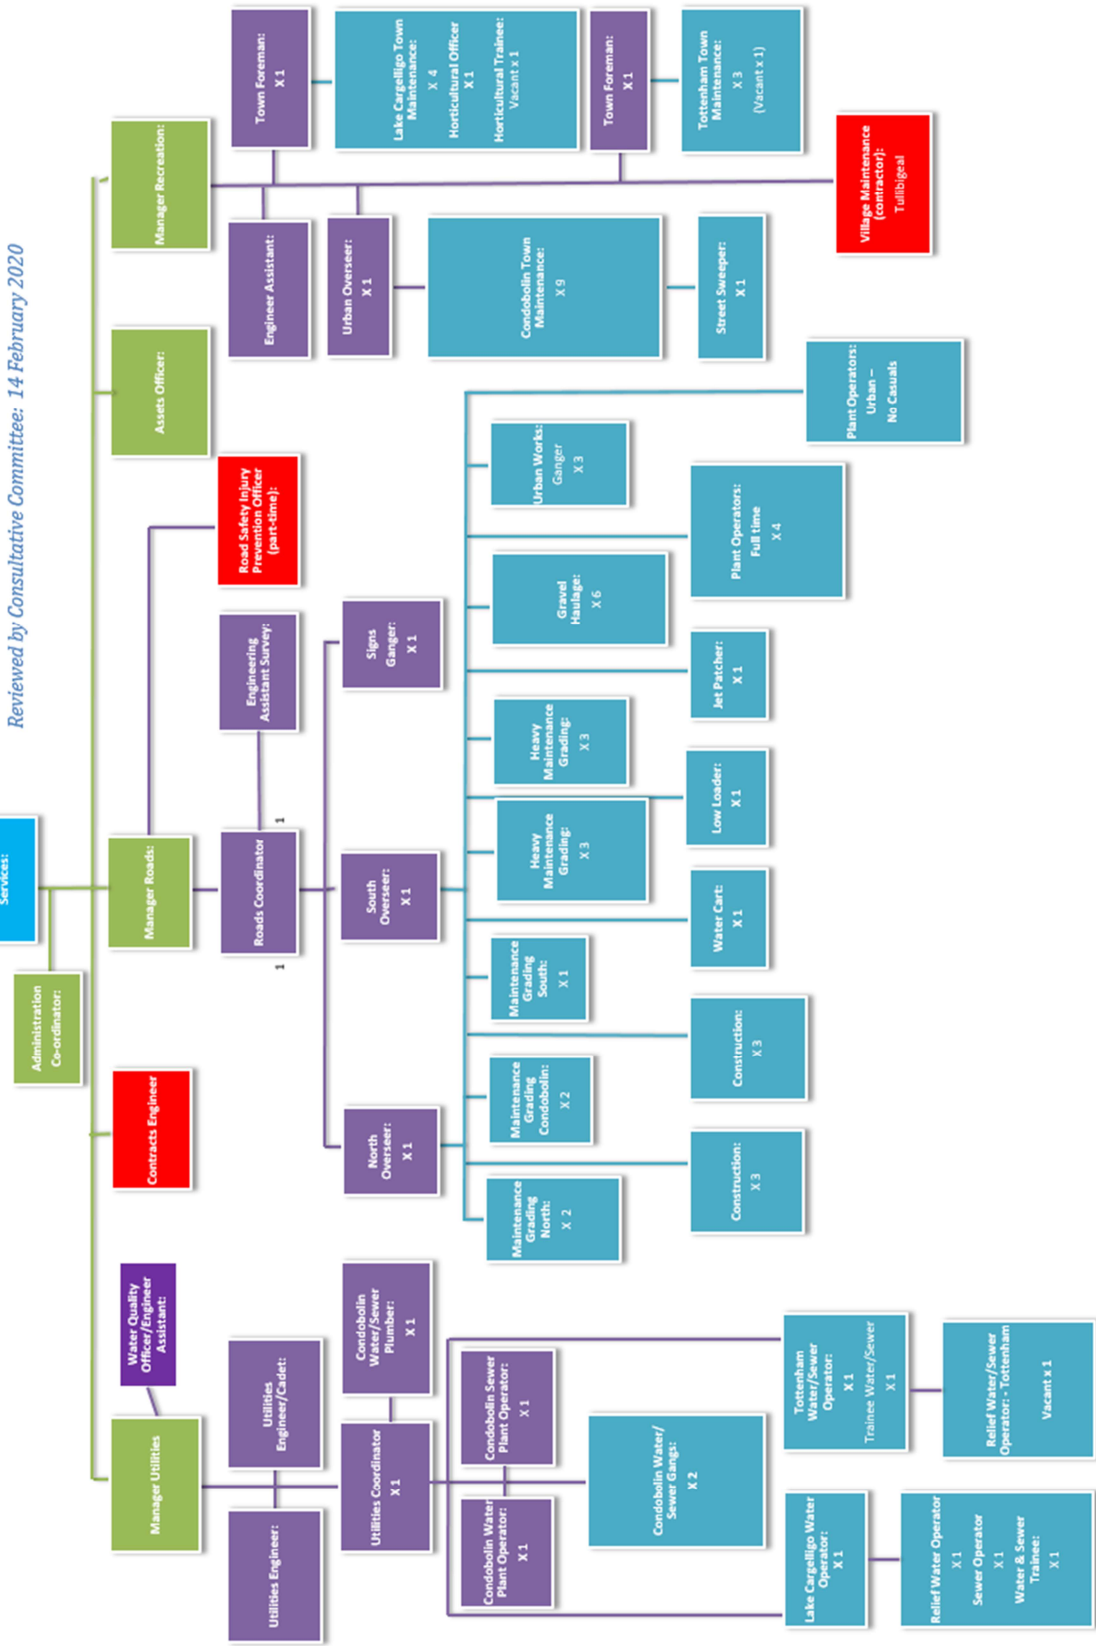 Reviewed by Consultative Committee: 14 February 2020
Services:
Administration
Co-ordinator:
Manager Utilities
Water Quality
Officer/Engineer
Assistant:
Contracts Engineer
Manager Roads:
Assets Officer:
Manager Recreation:
Utilities Engineer:
Utilities
Engineer/Cadet:
Utilities Coordinator
X 1
Condobolin
Water/Sewer
Plumber:
X 1
Condobolin Water
Plant Operator:
X 1
Condobolin Sewer
Plant Operator:
X 1
Condobolin Water/
Sewer Gangs:
X 2
Lake Cargelligo Water
Operator:
X 1
Relief Water Operator
X 1
Sewer Operator
X 1
Water & Sewer
Trainee:
X 1
Tottenham
Water/Sewer
Operator:
X 1
Trainee Water/Sewer
X 1
Relief Water/Sewer
Operator: - Tottenham
Vacant x 1
Roads Coordinator
1
1
Engineering
Assistant Survey:
Road Safety Injury
Prevention Officer
(part-time):
North
Overseer:
X 1
South
Overseer:
X 1
Signs
Ganger:
X 1
Maintenance
Grading
North:
X 2
Maintenance
Grading
Condobolin:
X 2
Maintenance
Grading
South:
X 1
Heavy
Maintenance
Grading:
X 3
Heavy
Maintenance
Grading:
X 3
Gravel
Haulage:
X 6
Urban Works:
Ganger
X 3
Construction:
X 3
Construction:
X 3
Water Cart:
X 1
Low Loader:
X 1
Jet Patcher:
X 1
Plant Operators:
Full time
X 4
Plant Operators:
Urban –
No Casuals
Engineer Assistant:
Urban Overseer:
X 1
Condobolin Town
Maintenance:
X 9
Street Sweeper:
X 1
Town Foreman:
X 1
Lake Cargelligo Town
Maintenance:
X 4
Horticultural Officer
X 1
Horticultural Trainee:
Vacant x 1
Town Foreman:
X 1
Tottenham Town
Maintenance:
X 3
(Vacant x 1)
Village Maintenance
(contractor):
Tullibigeal